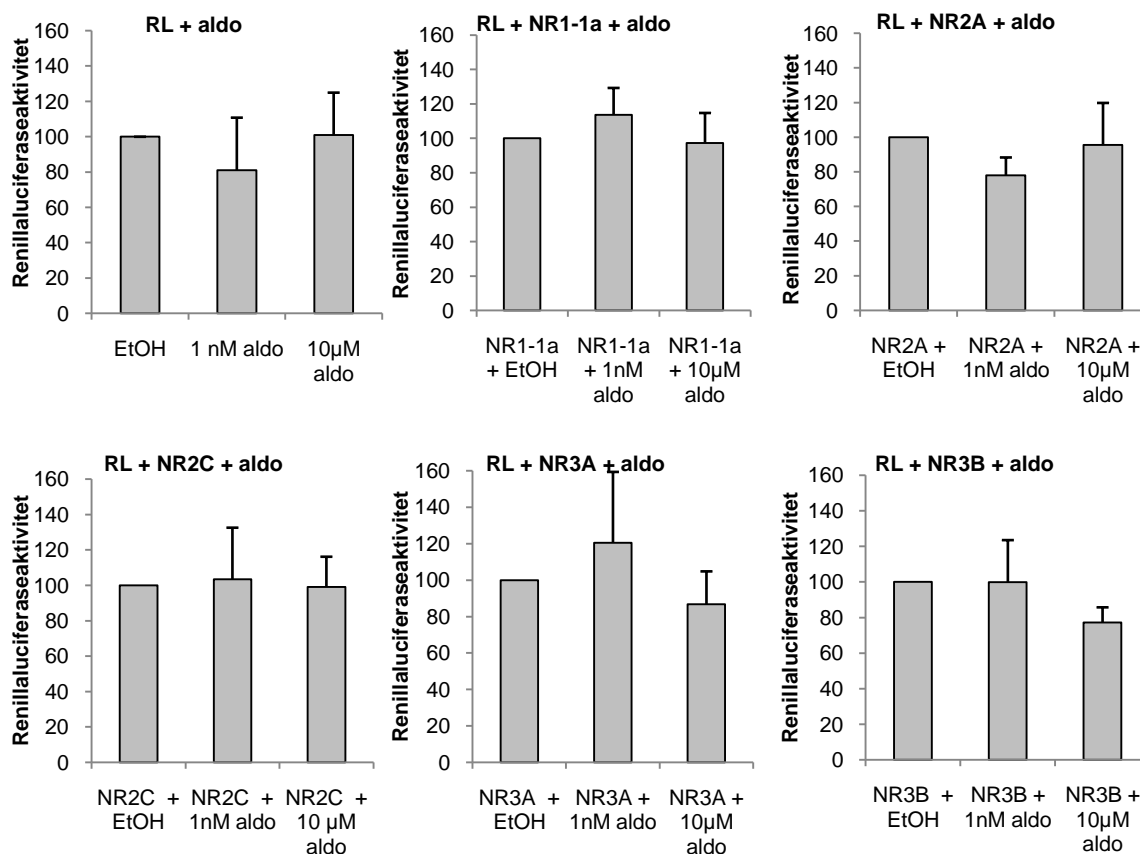 RL + aldo
Renillaluciferaseaktivitet
160
140
120
100
80
60
40
20
0
EtOH 1 nM aldo 10µM
aldo
RL + NR1-1a + aldo
Renillaluciferaseaktivitet
160
140
120
100
80
60
40
20
0
NR1-1a NR1-1a NR1-1a
+ EtOH + 1nM + 10µM
aldo aldo
RL + NR2A + aldo
Renillaluciferaseaktivitet
160
140
120
100
80
60
40
20
0
NR2A + NR2A + NR2A +
EtOH 1nM aldo 10µM
aldo
RL + NR2C + aldo
Renillaluciferaseaktivitet
160
140
120
100
80
60
40
20
0
NR2C + NR2C + NR2C +
EtOH 1nM aldo 10 µM
aldo
RL + NR3A + aldo
Renillaluciferaseaktivitet
160
140
120
100
80
60
40
20
0
NR3A + NR3A + NR3A +
EtOH 1nM aldo 10µM
aldo
RL + NR3B + aldo
Renillaluciferaseaktivitet
160
140
120
100
80
60
40
20
0
NR3B + NR3B + NR3B +
EtOH 1nM aldo 10µM
aldo